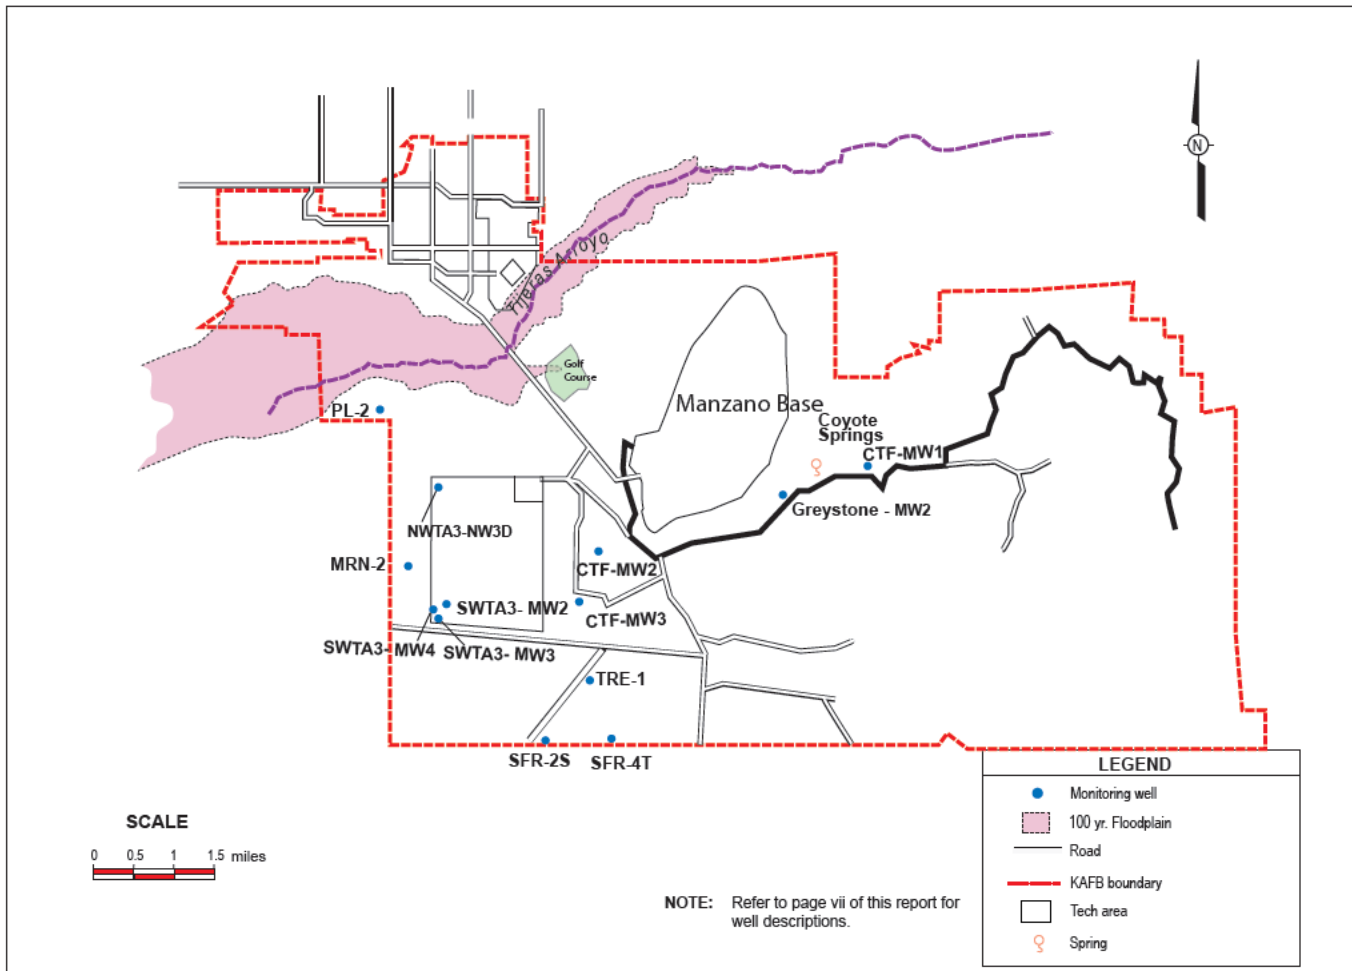 N
Tijeras Arroyo
Golf
Course
Manzano Base
PL-2
Coyote
Springs
CTF-MW1
Greystone - MW2
NWTA3-NW3D
MRN-2
CTF-MW2
SWTA3- MW2
CTF-MW3
SWTA3- MW4
SWTA3- MW3
TRE-1
SFR-2S
SFR-4T
LEGEND
Monitoring well
100 yr. Floodplain
Road
KAFB boundary
Tech area
Spring
SCALE
0 0.5 1 1.5 miles
NOTE: Refer to page vii of this report for
well descriptions.